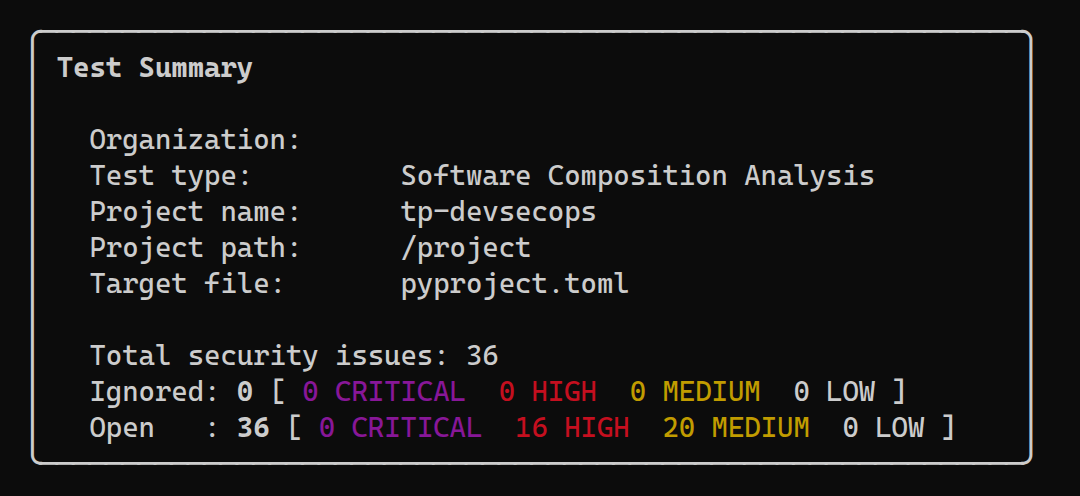 Test Summary
Organization:
Test type: Software Composition Analysis
Project name: tp-devsecops
Project path: /project
Target file: pyproject.toml
Total security issues: 36
Ignored: 0 [ 0 CRITICAL 0 HIGH 0 MEDIUM 0 LOW ]
Open : 36 [ 0 CRITICAL 16 HIGH 20 MEDIUM 0 LOW ]